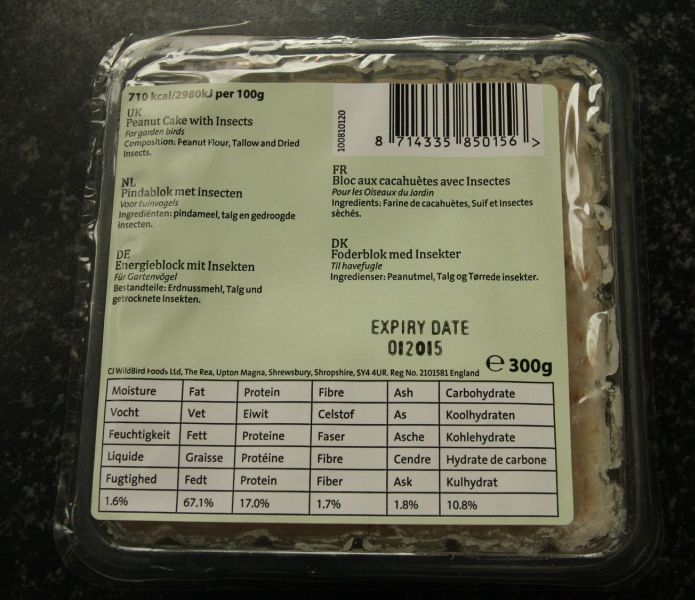 710 kcal/2980kJ per 100g
UK
Peanut Cake with Insects
For garden birds
Composition: Peanut Flour, Tallow and Dried
Insects.
NL
Pindablok met insecten
Voor tuinvogels
Ingrediënten: pindameel, talg en gedroogde
insecten.
DE
Energieblock mit Insekten
Für Gartenvögel
Bestandteile: Erdnussmehl, Talg und
getrocknete Insekten.
100810120
8 714335 850156 >
FR
Bloc aux cacahuètes avec Insectes
Pour les Oiseaux du Jardin
Ingredients: Farine de cacahuètes, Suif et Insectes
sèchés.
DK
Foderblok med Insekter
Til havefugle
Ingredienser: Peanutmel, Talg og Tørrede insekter.
EXPIRY DATE
012015
CJ WildBird Foods Ltd, The Rea, Upton Magna, Shrewsbury, Shropshire, SY4 4UR. Reg No. 2101581 England ℮ 300g
Moisture Fat Protein Fibre Ash Carbohydrate
Vocht Vet Eiwit Celstof As Koolhydraten
Feuchtigkeit Fett Proteine Faser Asche Kohlehydrate
Liquide Graisse Protéine Fibre Cendre Hydrate de carbone
Fugtighed Fedt Protein Fiber Ask Kulhydrat
1.6% 67.1% 17.0% 1.7% 1.8% 10.8%